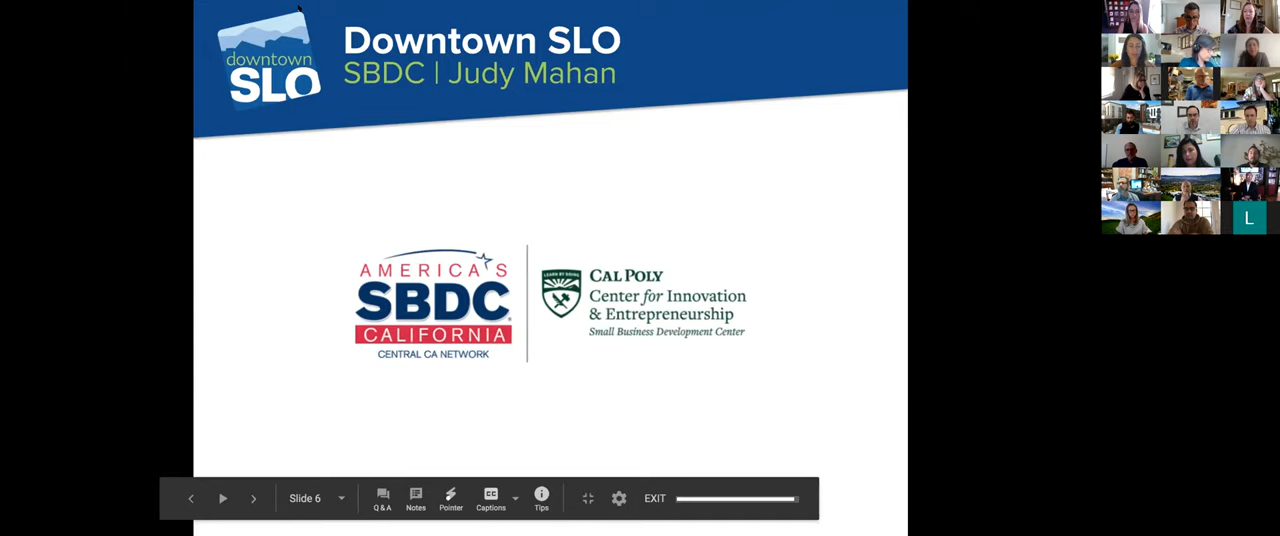 downtown
SLO
Downtown SLO
SBDC | Judy Mahan
AMERICA'S
SBDC
CALIFORNIA
CENTRAL CA NETWORK
LEARN BY DOING
CAL POLY
Center for Innovation
& Entrepreneurship
Small Business Development Center
Slide 6
Q & A
Notes
Pointer
CC
Captions
Tips
EXIT
L